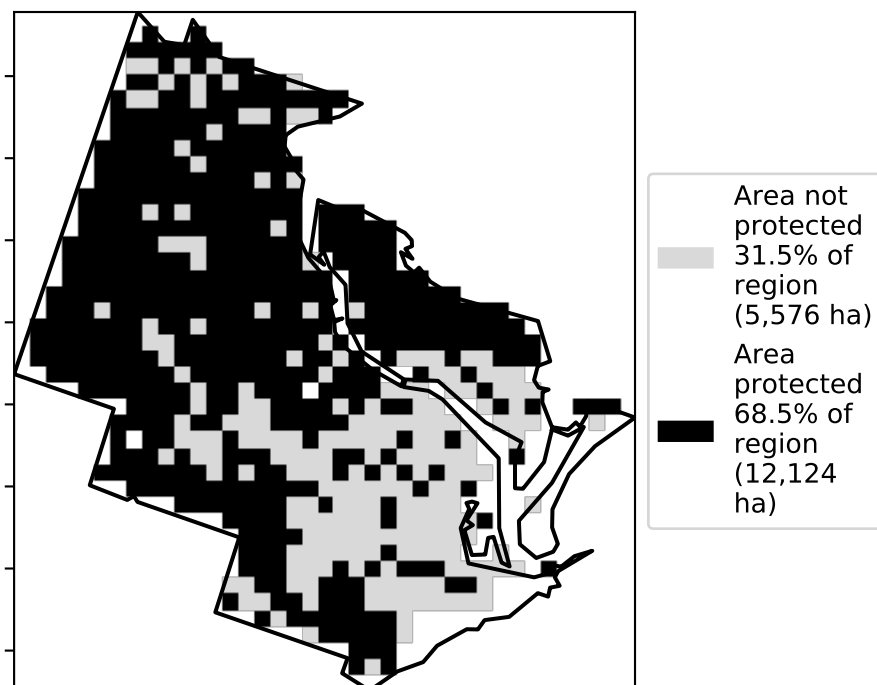 Area not
protected
31.5% of
region
(5,576 ha)
Area
protected
68.5% of
region
(12,124
ha)